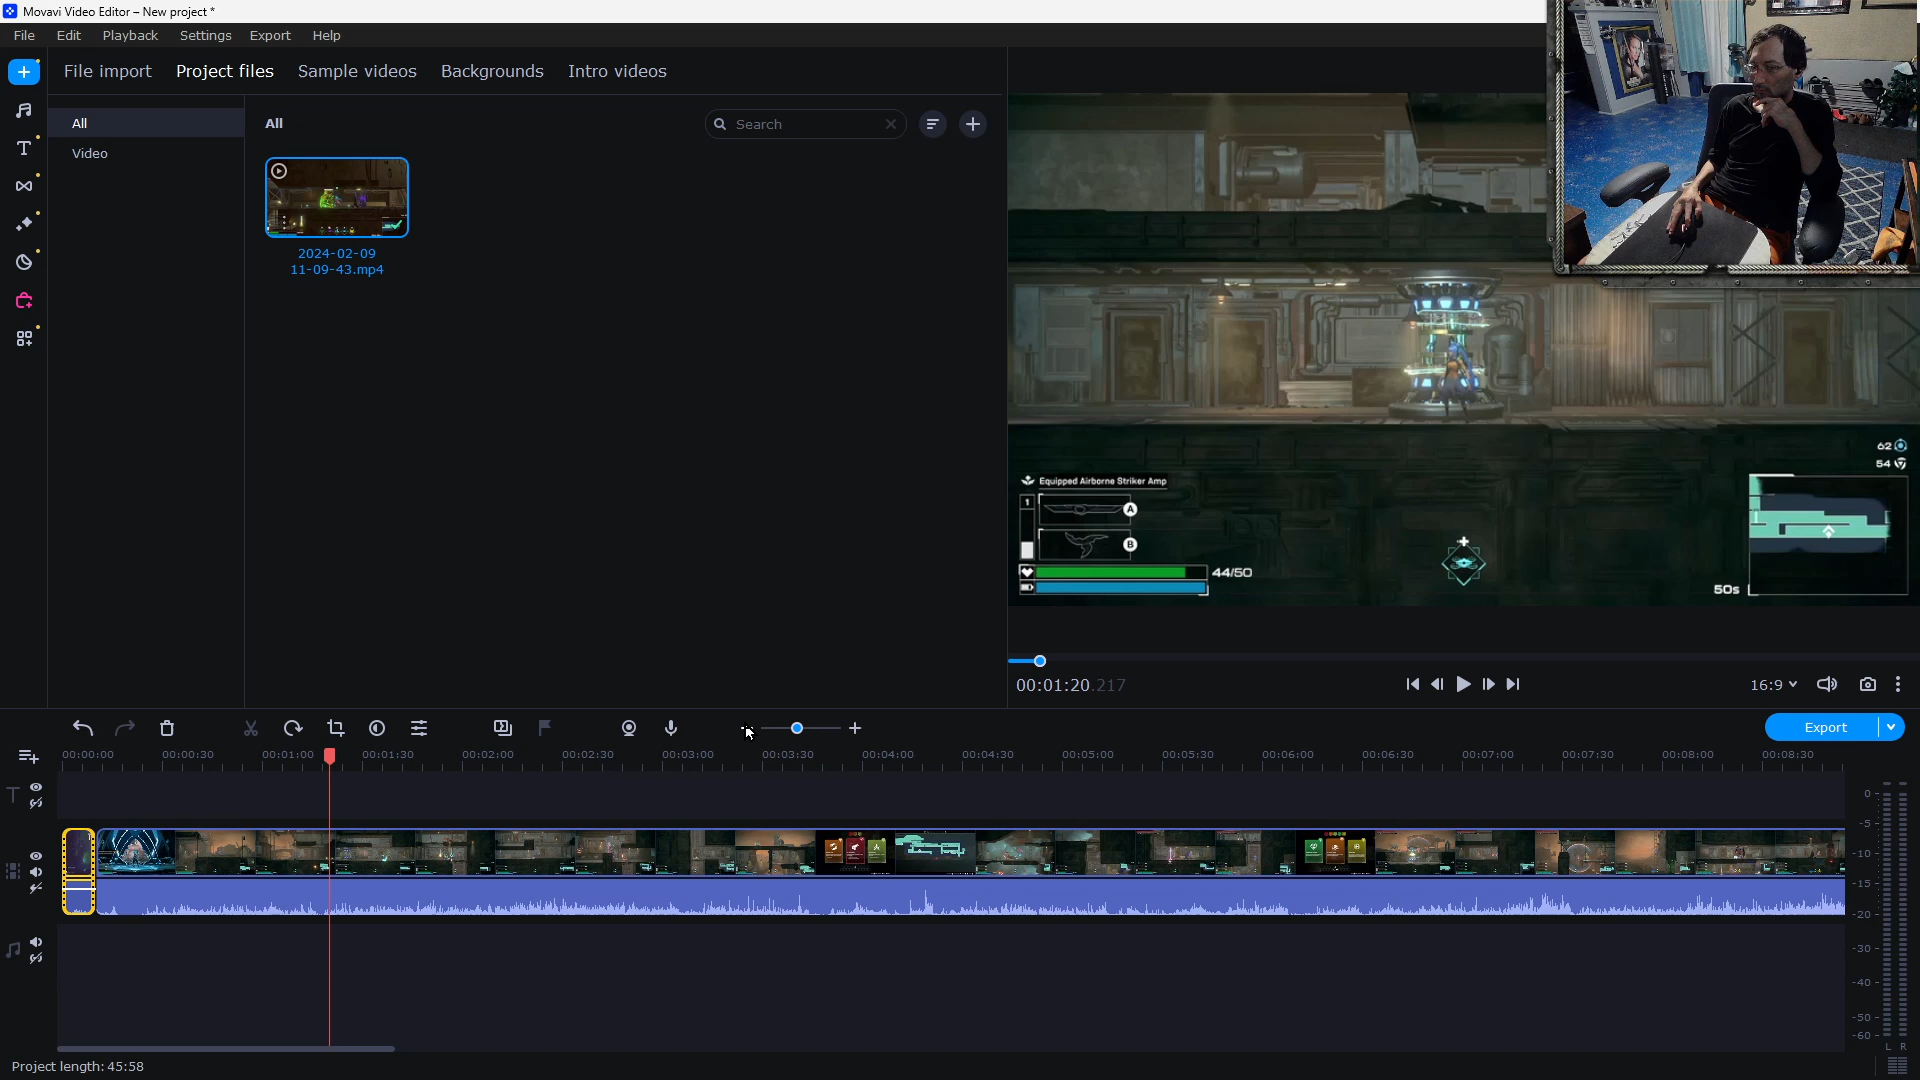 Movavi Video Editor – New project *
File Edit Playback Settings Export Help
File import Project files Sample videos Backgrounds Intro videos
All
Video
All
Search
2024-02-09
11-09-43.mp4
62
54
Equipped Airborne Striker Amp
1
A
B
44/50
50s
00:01:20.217
16:9
Export
00:00:00 00:00:30 00:01:00 00:01:30 00:02:00 00:02:30 00:03:00 00:03:30 00:04:00 00:04:30 00:05:00 00:05:30 00:06:00 00:06:30 00:07:00 00:07:30 00:08:00 00:08:30
0
-5
-10
-15
-20
-30
-40
-50
-60
L R
Project length: 45:58